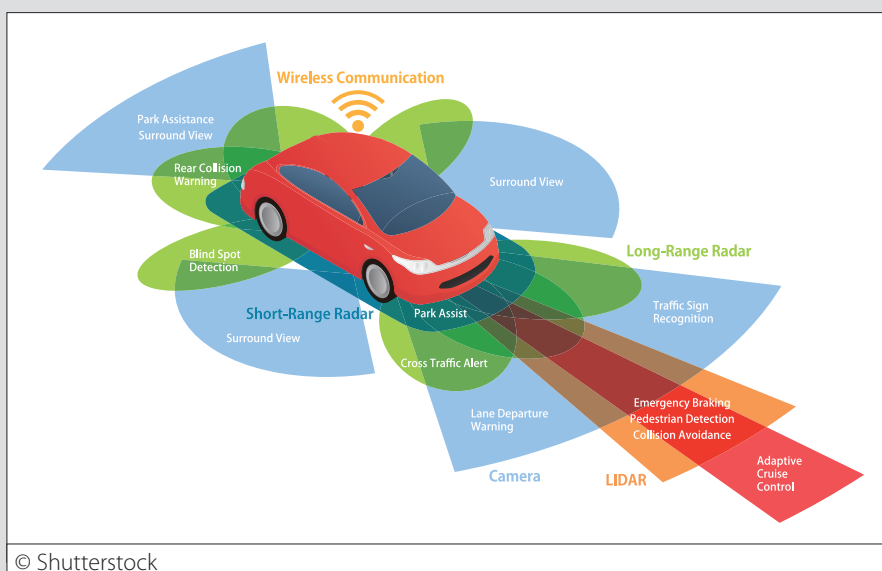 Wireless Communication
Park Assistance
Surround View
Rear Collision
Warning
Surround View
Blind Spot
Detection
Long-Range Radar
Short-Range Radar
Park Assist
Traffic Sign
Recognition
Surround View
Cross Traffic Alert
Lane Departure
Warning
Emergency Braking
Pedestrian Detection
Collision Avoidance
Camera
LIDAR
Adaptive
Cruise
Control
© Shutterstock